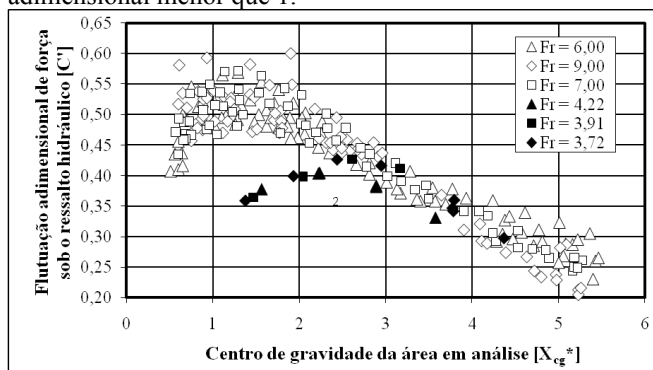 adimensional menor que 1.
Flutuação adimensional de força
sob o ressalto hidráulico [C']
0,65
0,60
0,55
0,50
0,45
0,40
0,35
0,30
0,25
0,20
Fr = 6,00
Fr = 9,00
Fr = 7,00
Fr = 4,22
Fr = 3,91
Fr = 3,72
2
0 1 2 3 4 5 6
Centro de gravidade da área em análise [Xcg*]